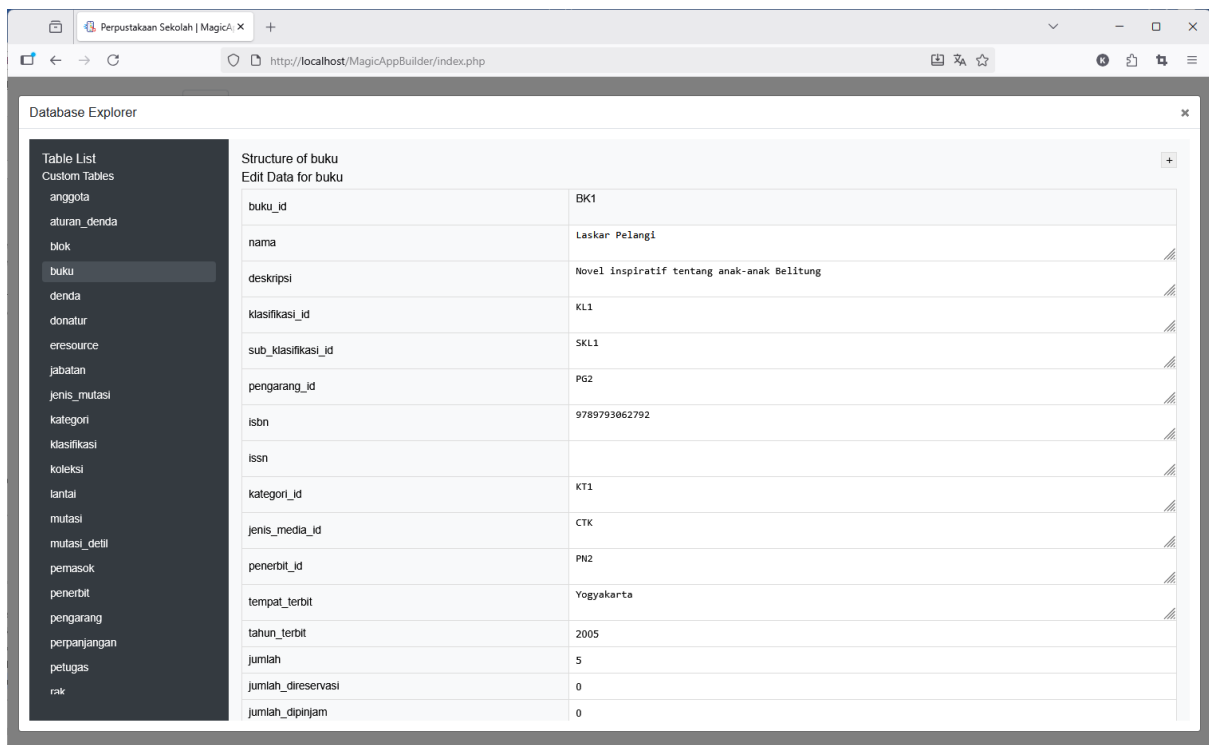 Perpustakaan Sekolah | MagicA
http://localhost/MagicAppBuilder/index.php
Database Explorer
Table List
Custom Tables
anggota
aturan_denda
blok
buku
denda
donatur
eresource
jabatan
jenis_mutasi
kategori
klasifikasi
koleksi
lantai
mutasi
mutasi_detil
pemasok
penerbit
pengarang
perpanjangan
petugas
rak
Structure of buku
Edit Data for buku
buku_id BK1
nama Laskar Pelangi
deskripsi Novel inspiratif tentang anak-anak Belitung
klasifikasi_id KL1
sub_klasifikasi_id SKL1
pengarang_id PG2
isbn 9789793062792
issn
kategori_id KT1
jenis_media_id CTK
penerbit_id PN2
tempat_terbit Yogyakarta
tahun_terbit 2005
jumlah 5
jumlah_direservasi 0
jumlah_dipinjam 0